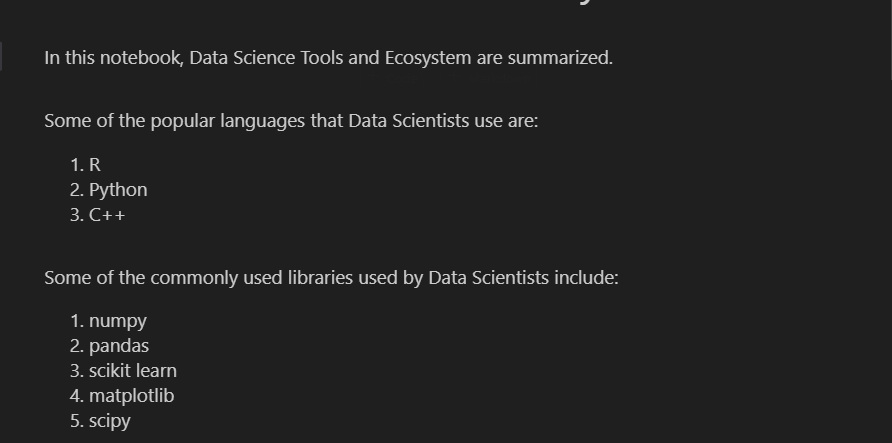 In this notebook, Data Science Tools and Ecosystem are summarized.
Some of the popular languages that Data Scientists use are:
1. R
2. Python
3. C++
Some of the commonly used libraries used by Data Scientists include:
1. numpy
2. pandas
3. scikit learn
4. matplotlib
5. scipy